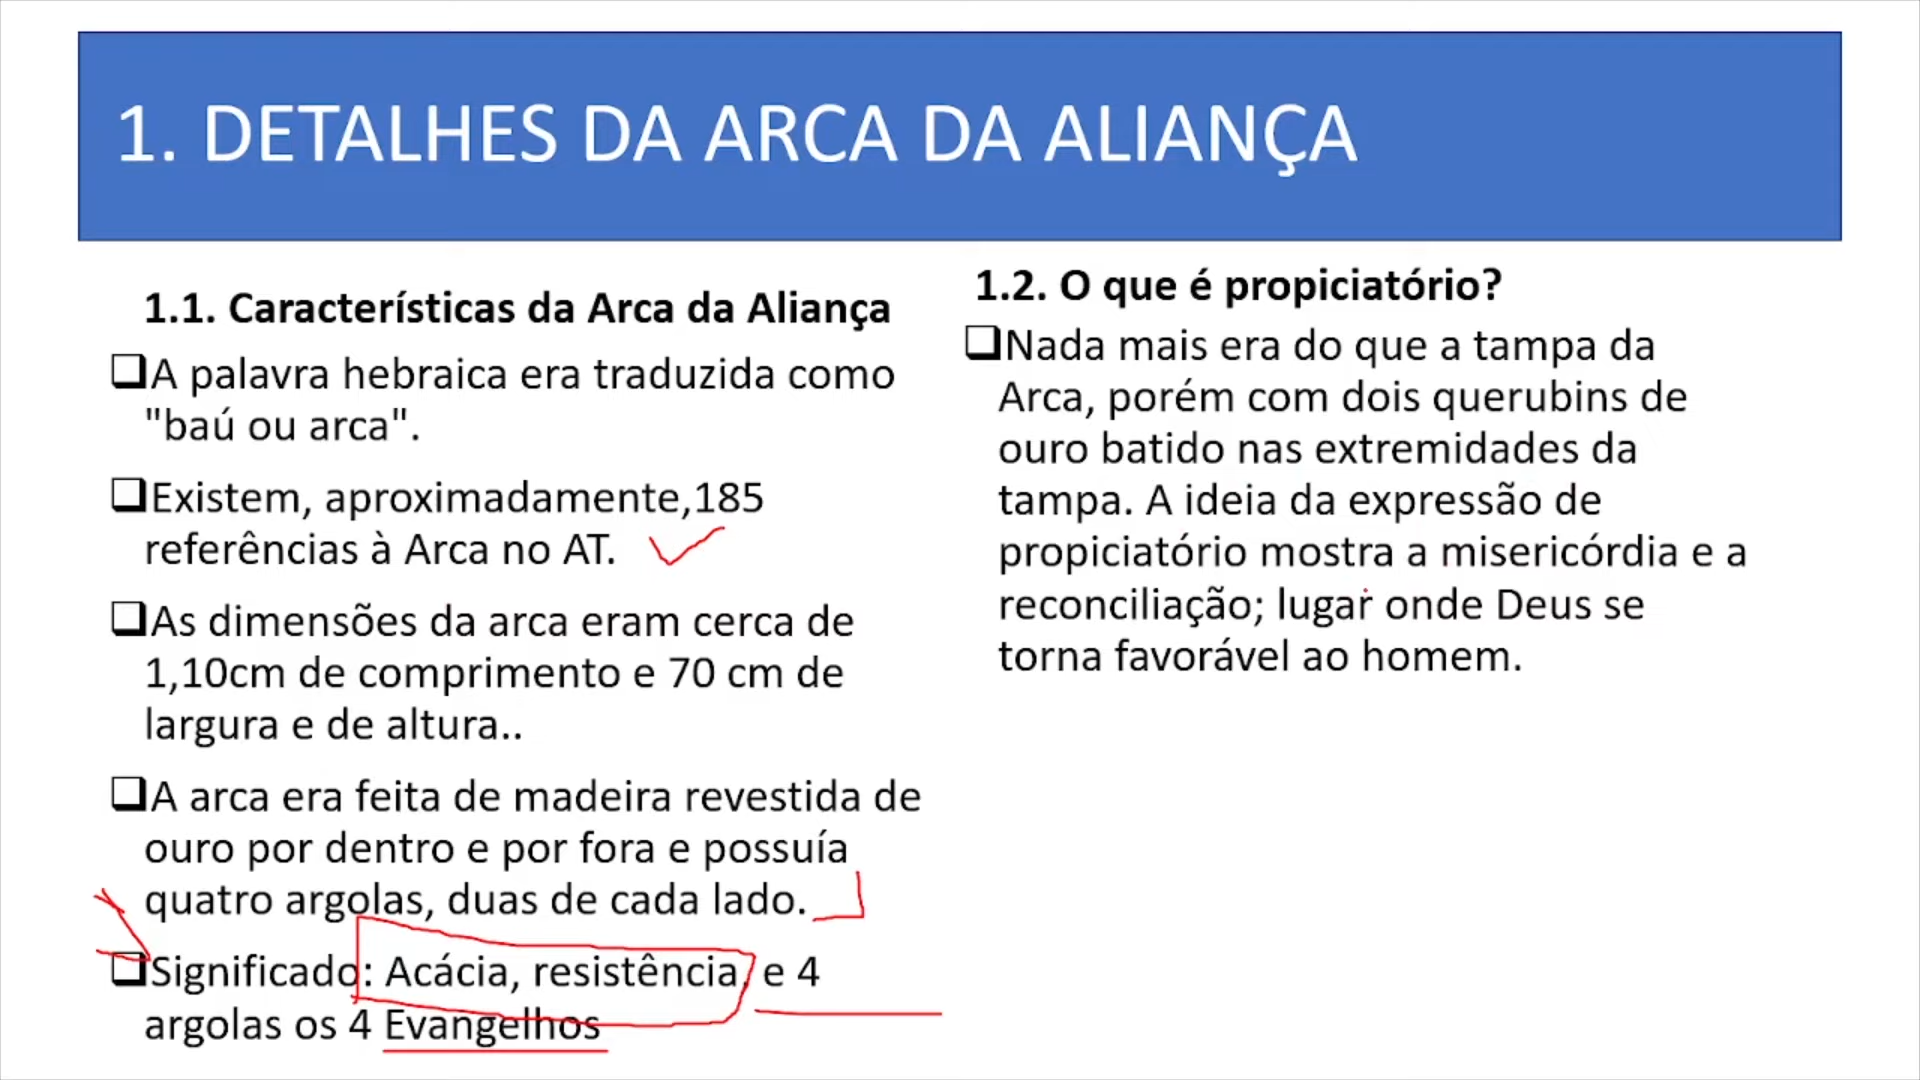 1. DETALHES DA ARCA DA ALIANÇA
1.1. Características da Arca da Aliança
A palavra hebraica era traduzida como
"baú ou arca".
Existem, aproximadamente,185
referências à Arca no AT.
As dimensões da arca eram cerca de
1,10cm de comprimento e 70 cm de
largura e de altura..
A arca era feita de madeira revestida de
ouro por dentro e por fora e possuía
quatro argolas, duas de cada lado.
Significado: Acácia, resistência, e 4
argolas os 4 Evangelhos
1.2. O que é propiciatório?
Nada mais era do que a tampa da
Arca, porém com dois querubins de
ouro batido nas extremidades da
tampa. A ideia da expressão de
propiciatório mostra a misericórdia e a
reconciliação; lugar onde Deus se
torna favorável ao homem.